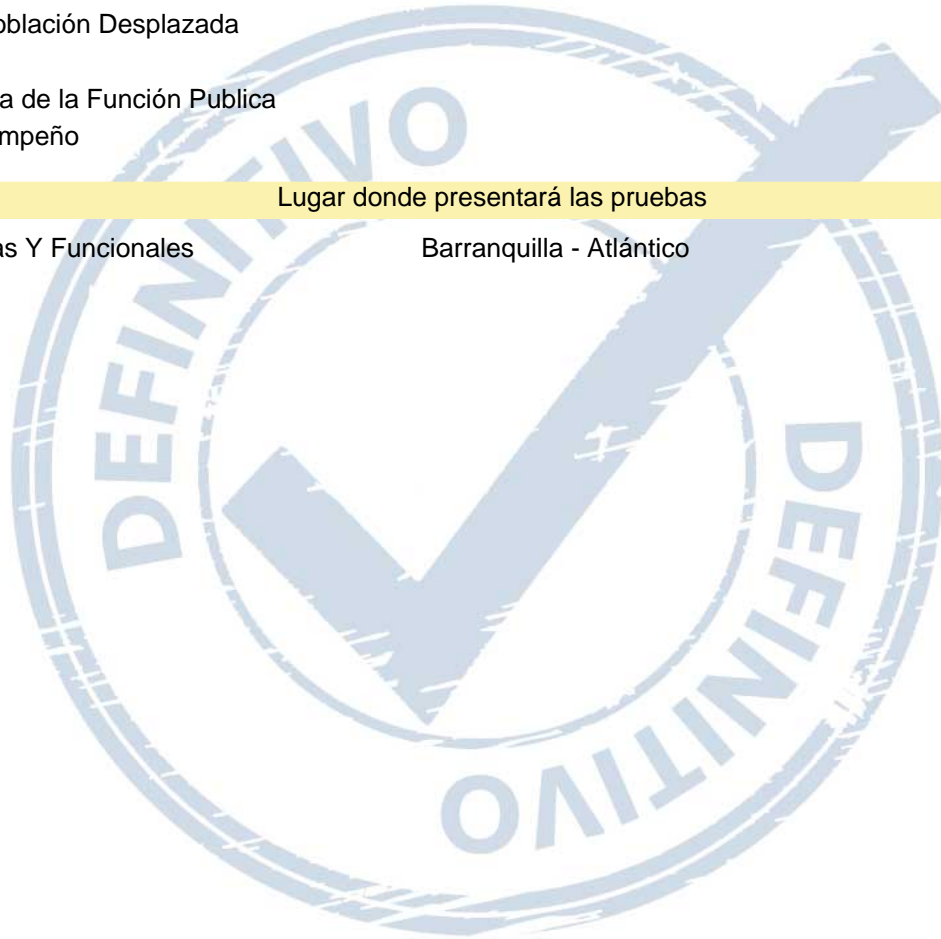 oblación Desplazada
a de la Función Publica
mpeño
Lugar donde presentará las pruebas
as Y Funcionales Barranquilla - Atlántico
DEFINITIVO
DEFINITIVO